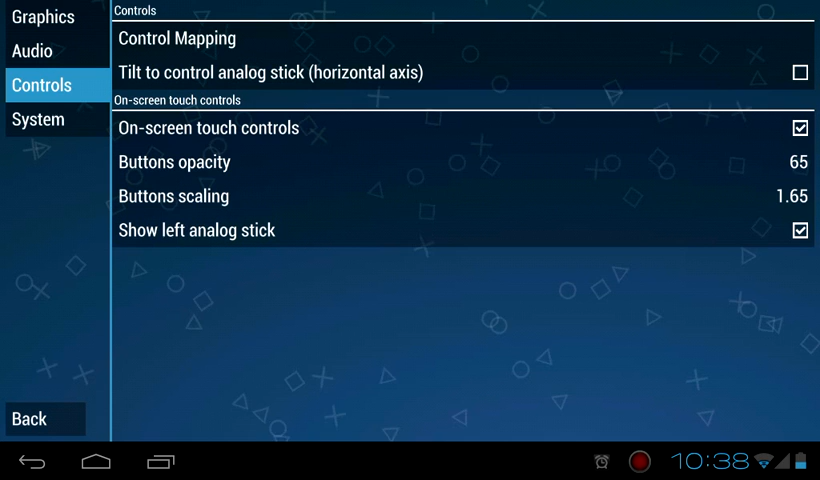 Graphics
Audio
Controls
System
Back
Controls
Control Mapping
Tilt to control analog stick (horizontal axis)
On-screen touch controls
On-screen touch controls
Buttons opacity 65
Buttons scaling 1.65
Show left analog stick
10:38